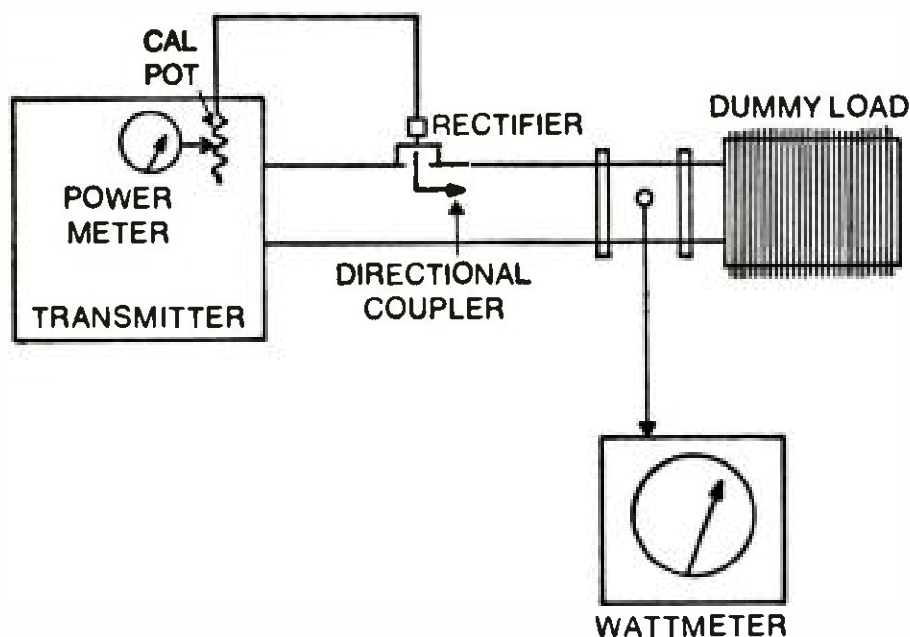 CAL
POT
RECTIFIER
DUMMY LOAD
POWER
METER
DIRECTIONAL
COUPLER
TRANSMITTER
WATTMETER